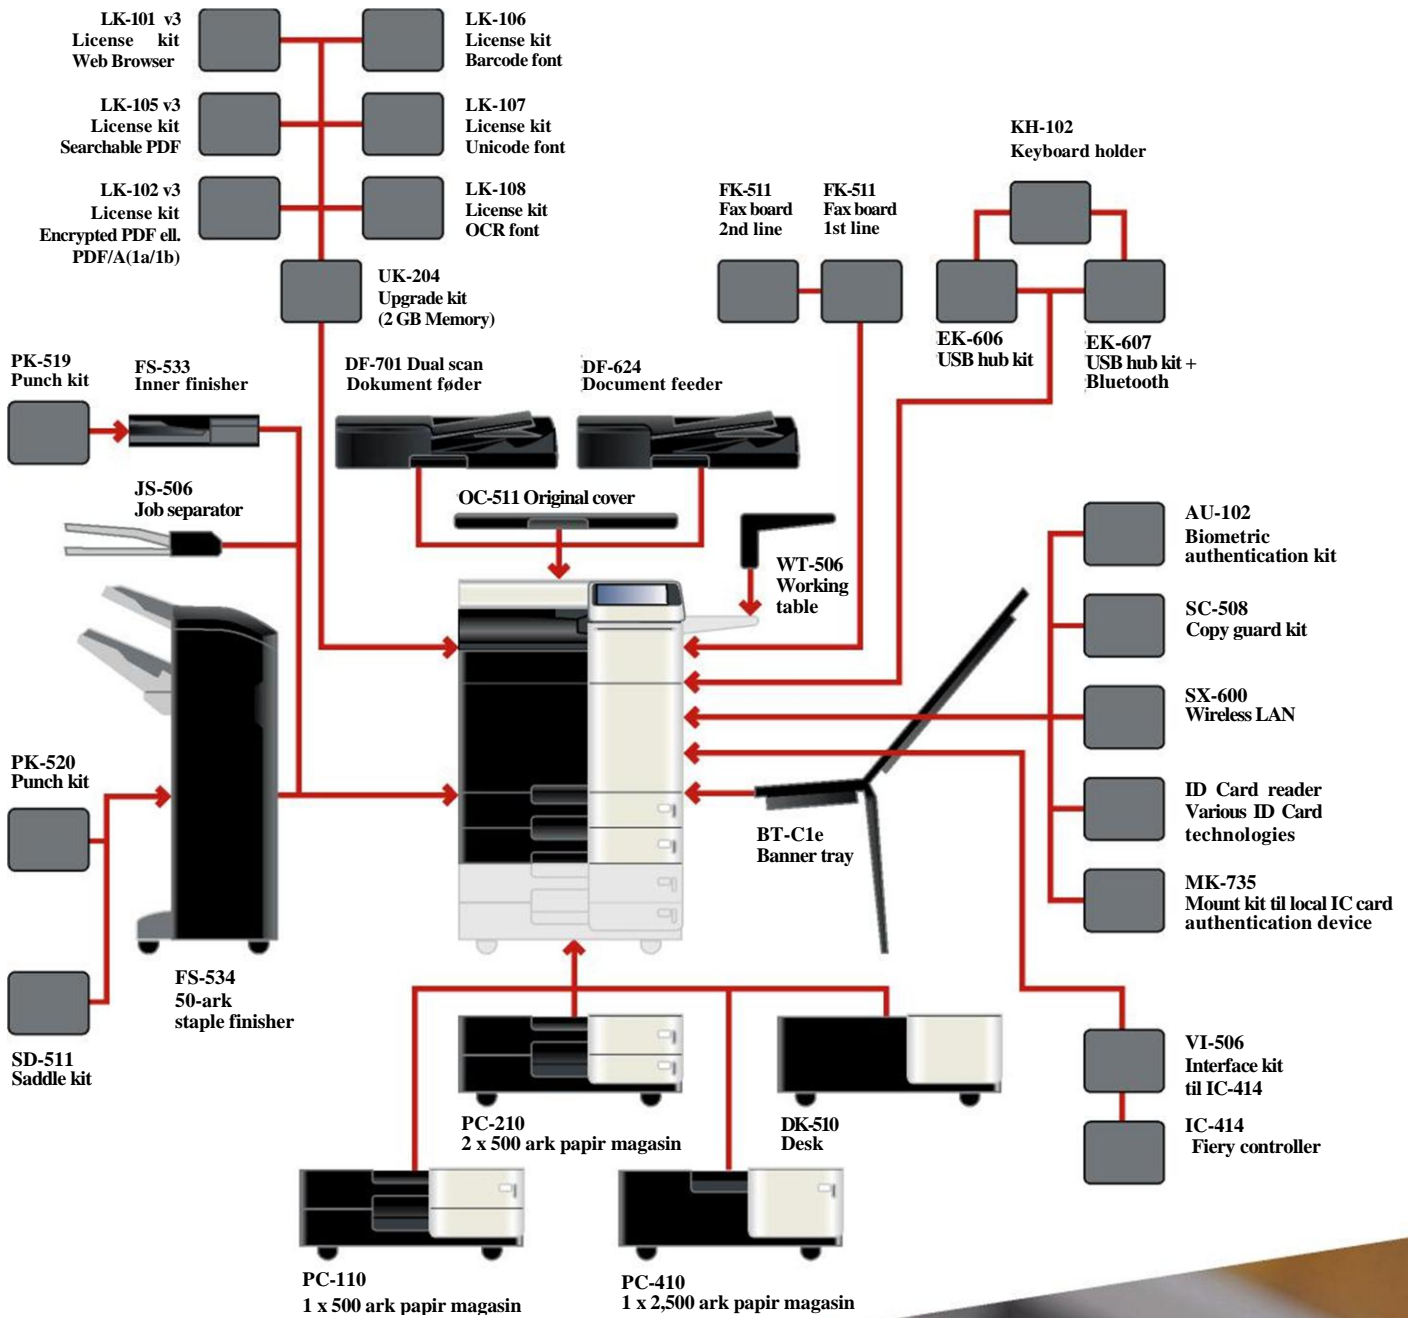 LK-101 v3
License kit
Web Browser
LK-106
License kit
Barcode font
LK-105 v3
License kit
Searchable PDF
LK-107
License kit
Unicode font
LK-102 v3
License kit
Encrypted PDF ell.
PDF/A(1a/1b)
LK-108
License kit
OCR font
UK-204
Upgrade kit
(2 GB Memory)
FK-511
Fax board
2nd line
FK-511
Fax board
1st line
KH-102
Keyboard holder
EK-606
USB hub kit
EK-607
USB hub kit +
Bluetooth
PK-519
Punch kit
FS-533
Inner finisher
DF-701 Dual scan
Dokument føder
DF-624
Document feeder
JS-506
Job separator
OC-511 Original cover
WT-506
Working
table
AU-102
Biometric
authentication kit
SC-508
Copy guard kit
SX-600
Wireless LAN
ID Card reader
Various ID Card
technologies
MK-735
Mount kit til local IC card
authentication device
PK-520
Punch kit
BT-C1e
Banner tray
FS-534
50-ark
staple finisher
SD-511
Saddle kit
VI-506
Interface kit
til IC-414
IC-414
Fiery controller
PC-210
2 x 500 ark papir magasin
DK-510
Desk
PC-110
1 x 500 ark papir magasin
PC-410
1 x 2,500 ark papir magasin